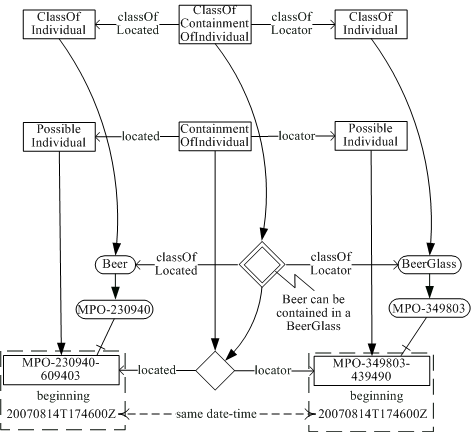 ClassOf
Individual
classOf
Located
ClassOf
Containment
OfIndividual
classOf
Locator
ClassOf
Individual
Possible
Individual
located
Containment
OfIndividual
locator
Possible
Individual
Beer
classOf
Located
classOf
Locator
BeerGlass
MPO-230940
Beer can be
contained in a
BeerGlass
MPO-349803
MPO-230940-
609403
located
locator
MPO-349803-
439490
beginning
20070814T174600Z
same date-time
beginning
20070814T174600Z